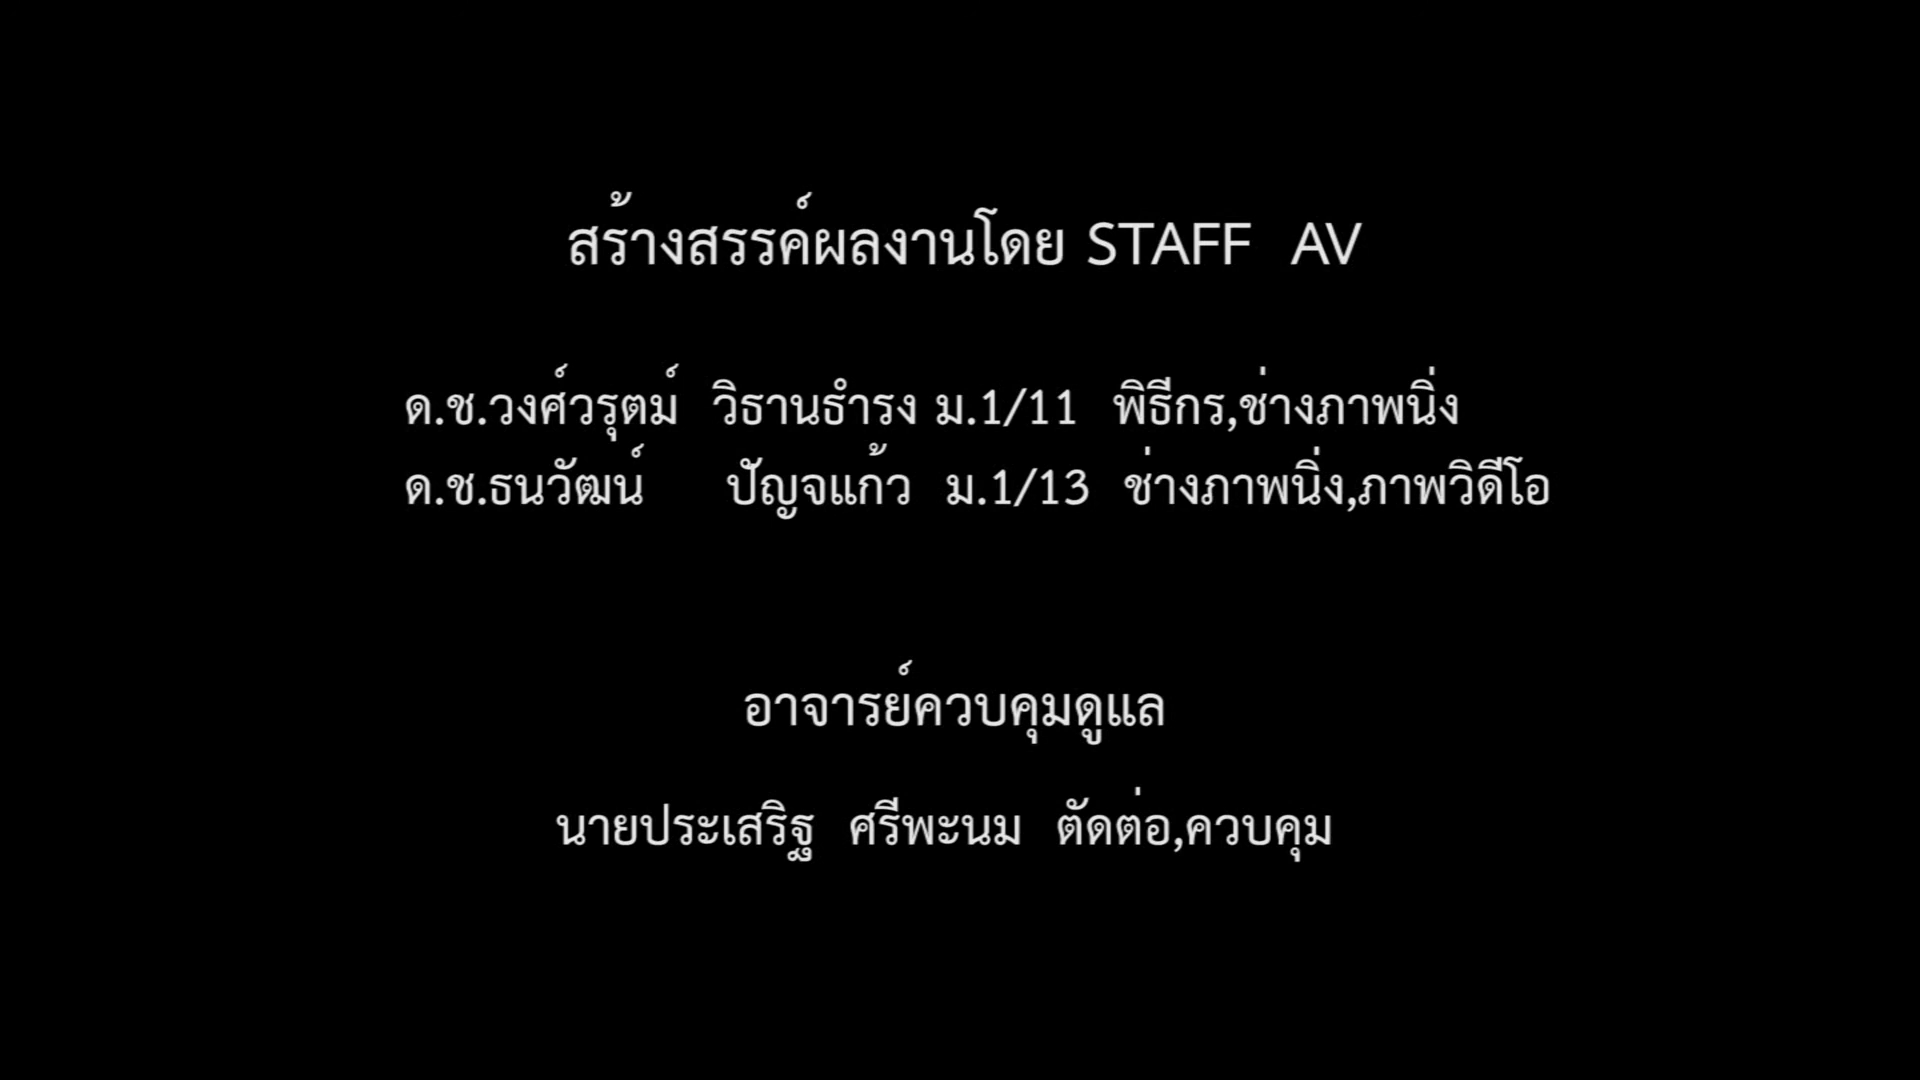 สร้างสรรค์ผลงานโดย STAFF AV
ด.ช.วงศ์วรุตม์ วิธานธำรง ม.1/11 พิธีกร,ช่างภาพนิ่ง
ด.ช.ธนวัฒน์ ปัญจแก้ว ม.1/13 ช่างภาพนิ่ง,ภาพวิดีโอ
อาจารย์ควบคุมดูแล
นายประเสริฐ ศรีพะนม ตัดต่อ,ควบคุม